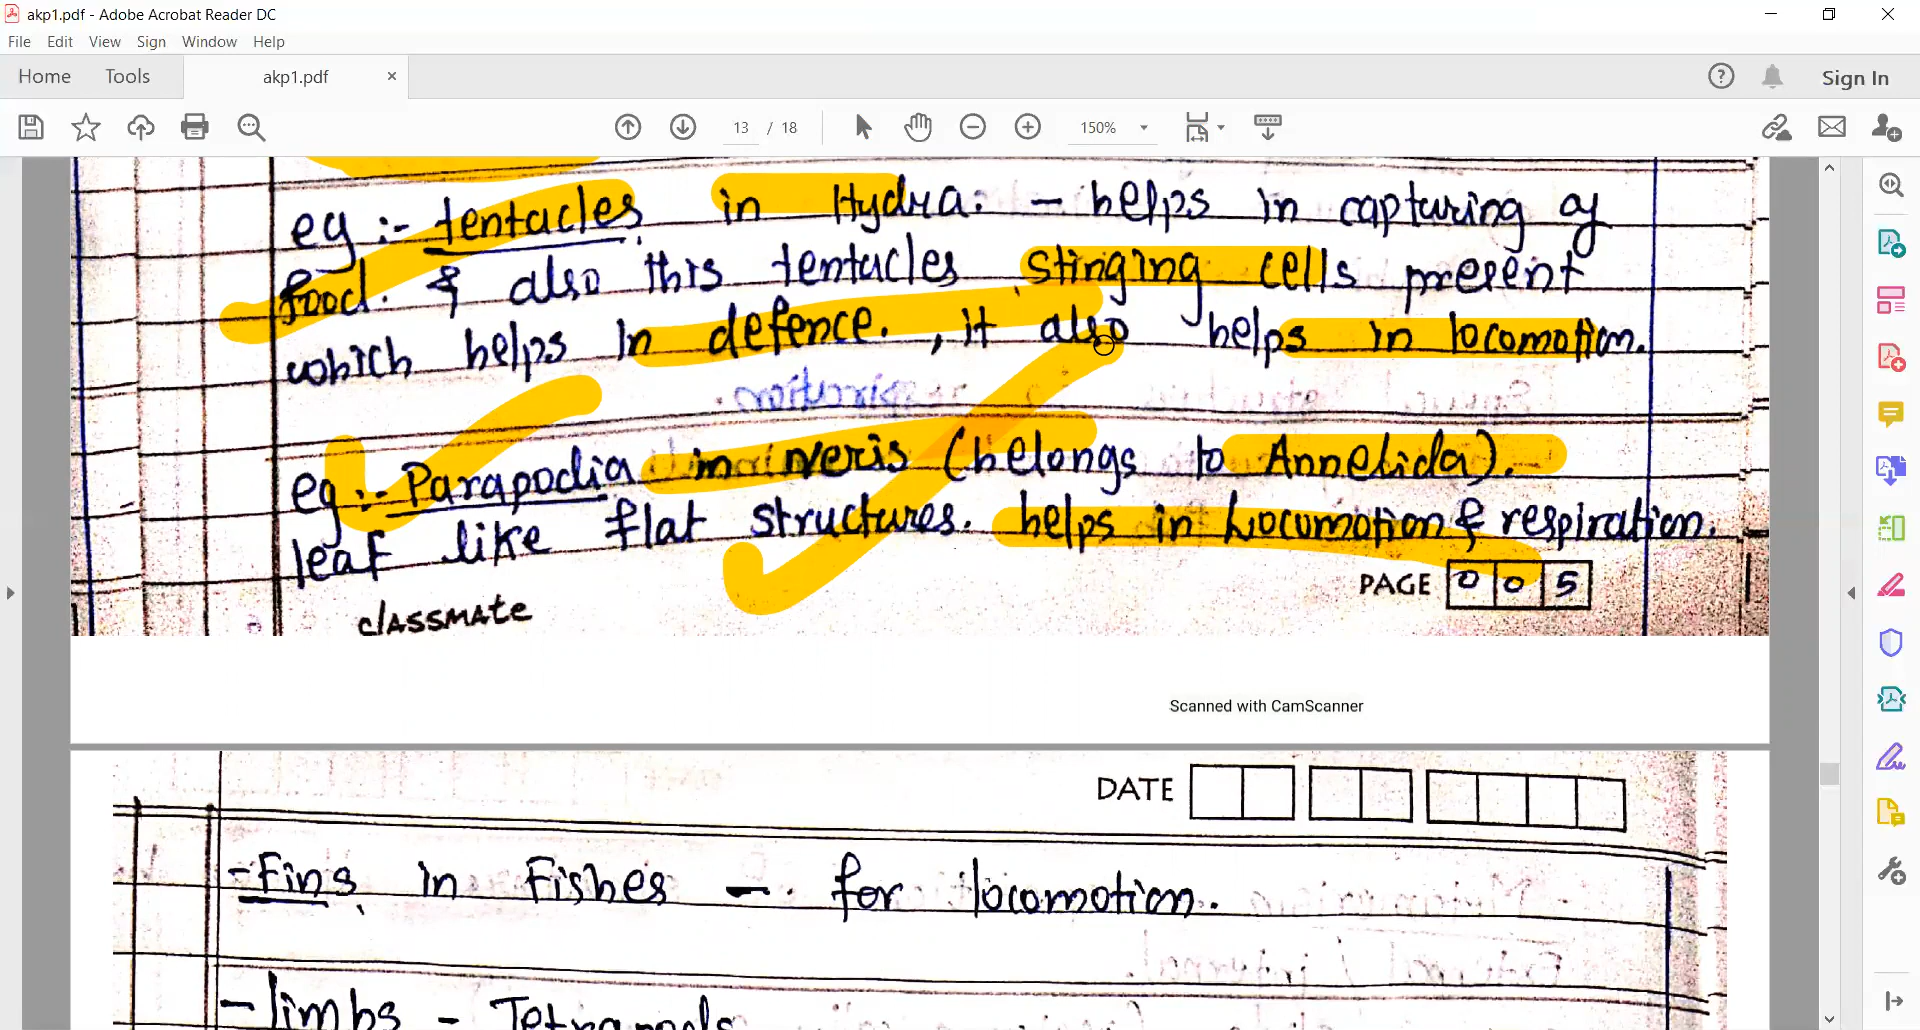 akp1.pdf - Adobe Acrobat Reader DC
File Edit View Sign Window Help
Home Tools akp1.pdf × Sign In
13 / 18 150%
eg :- tentacles in Hydra. - helps in capturing of
food. & also this tentacles stinging cells present
which helps in defence. , it also helps in locomotion.
eg :- Parapodia in neris (belongs to Annelida).
leaf like flat structures. helps in Locomotion & respiration.
PAGE 0 0 5
classmate
Scanned with CamScanner
DATE
-Fins in Fishes - for locomotion.
- limbs - Tetrapods